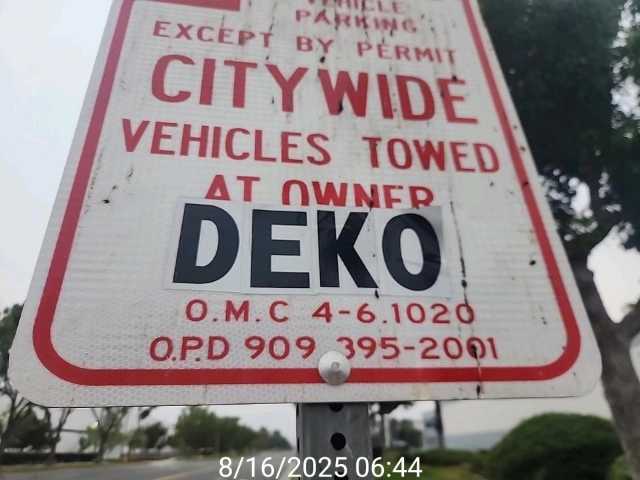 VEHICLE
PARKING
EXCEPT BY PERMIT
CITYWIDE
VEHICLES TOWED
AT OWNER
DEKO
O.M.C 4-6.1020
O.P.D 909 395-2001
8/16/2025 06:44